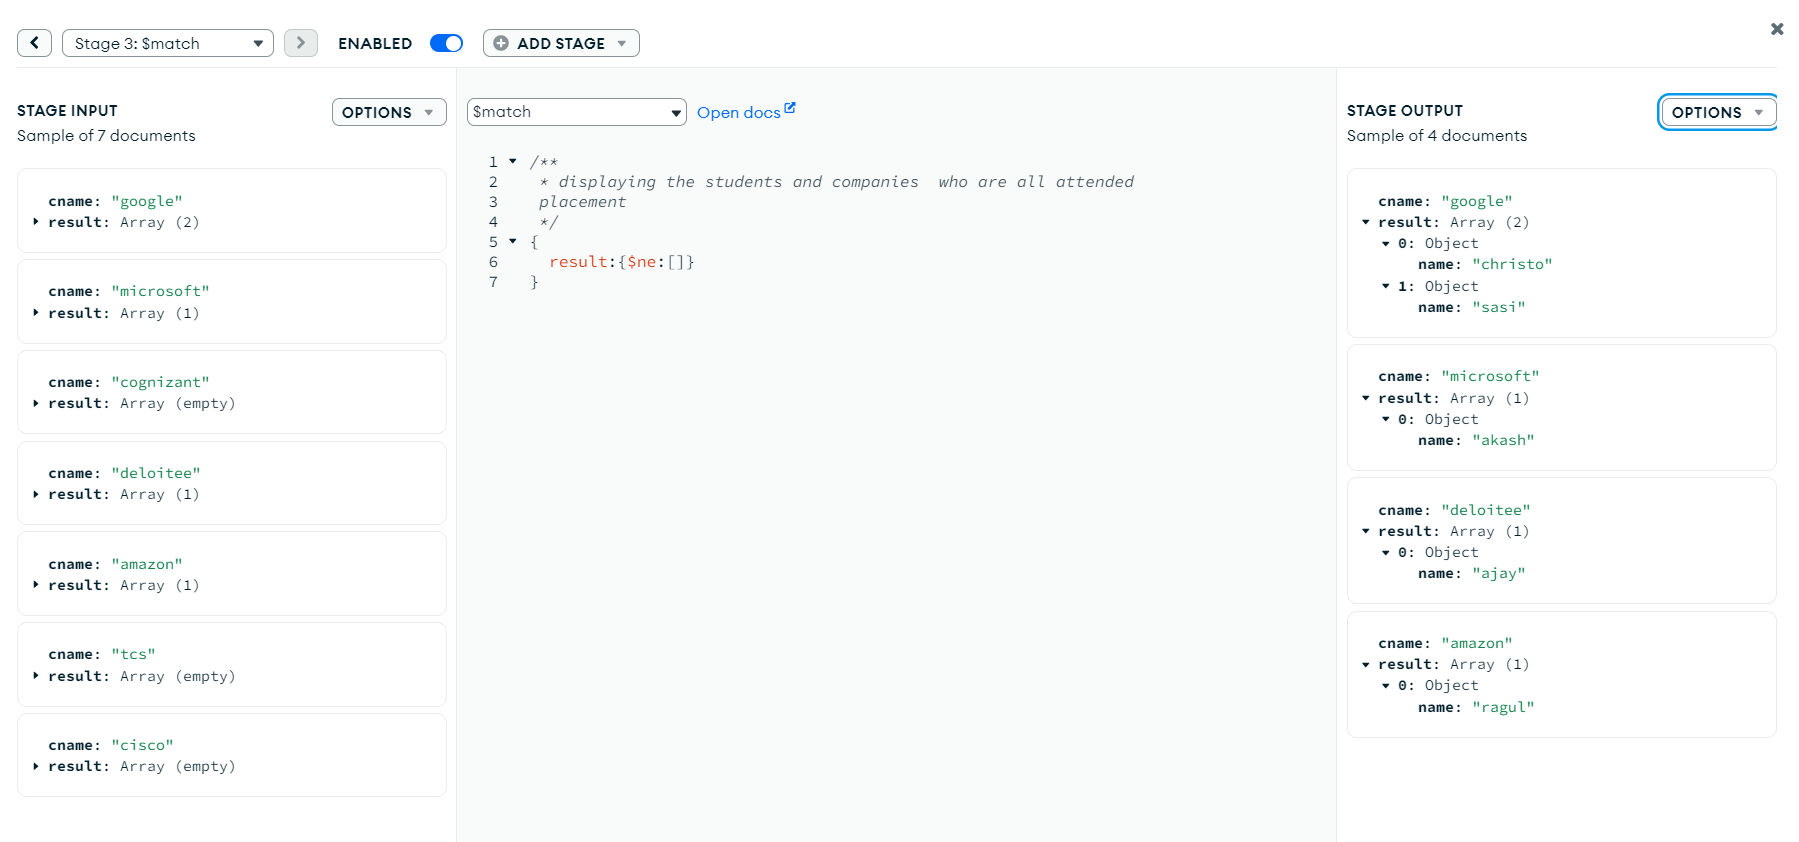 Stage 3: $match
ENABLED
ADD STAGE
STAGE INPUT
OPTIONS
Sample of 7 documents
cname: "google"
result: Array (2)
cname: "microsoft"
result: Array (1)
cname: "cognizant"
result: Array (empty)
cname: "deloitee"
result: Array (1)
cname: "amazon"
result: Array (1)
cname: "tcs"
result: Array (empty)
cname: "cisco"
result: Array (empty)
$match
Open docs
1 /**
2 * displaying the students and companies  who are all attended
3 placement
4 */
5 {
6 result:{$ne:[]}
7 }
STAGE OUTPUT
OPTIONS
Sample of 4 documents
cname: "google"
result: Array (2)
0: Object
name: "christo"
1: Object
name: "sasi"
cname: "microsoft"
result: Array (1)
0: Object
name: "akash"
cname: "deloitee"
result: Array (1)
0: Object
name: "ajay"
cname: "amazon"
result: Array (1)
0: Object
name: "ragul"